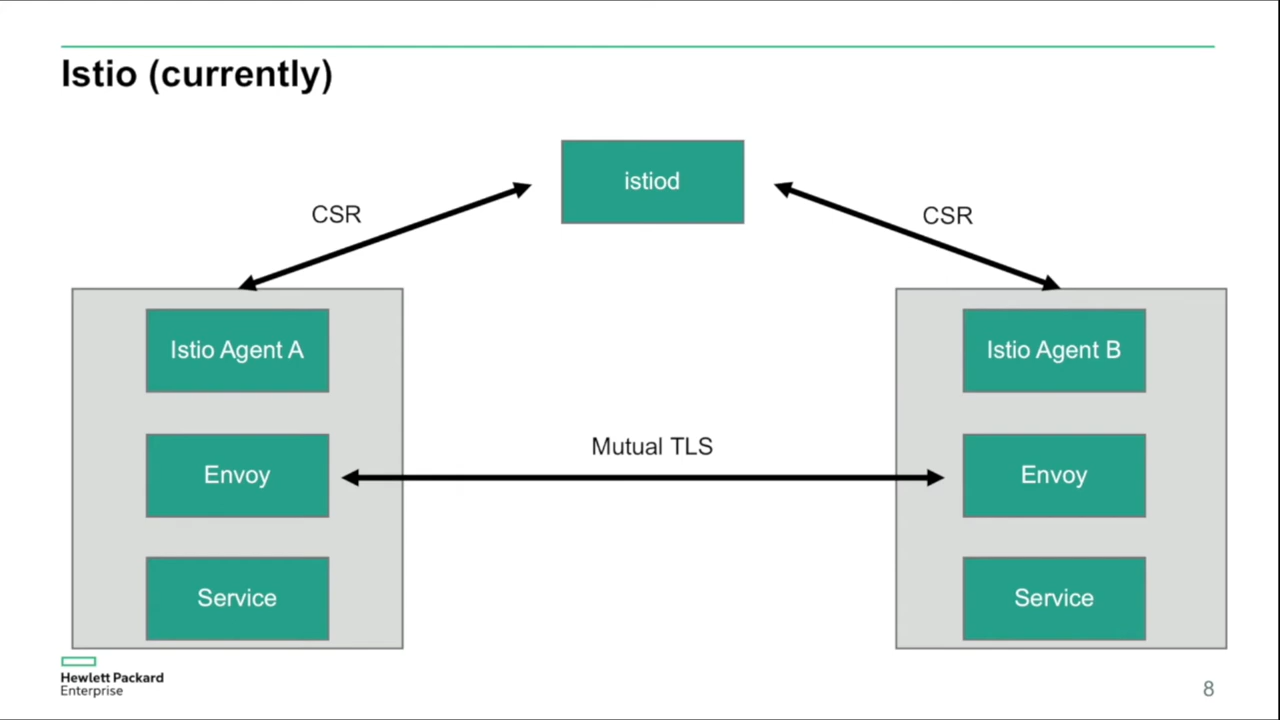 Istio (currently)
istiod
CSR
CSR
Istio Agent A
Istio Agent B
Mutual TLS
Envoy
Envoy
Service
Service
Hewlett Packard
Enterprise
8